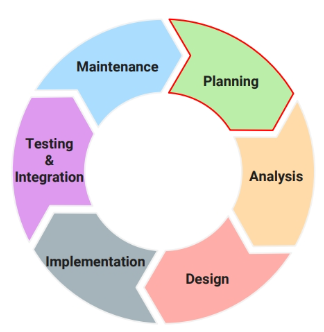 Maintenance
Planning
Testing
&
Integration
Analysis
Implementation
Design